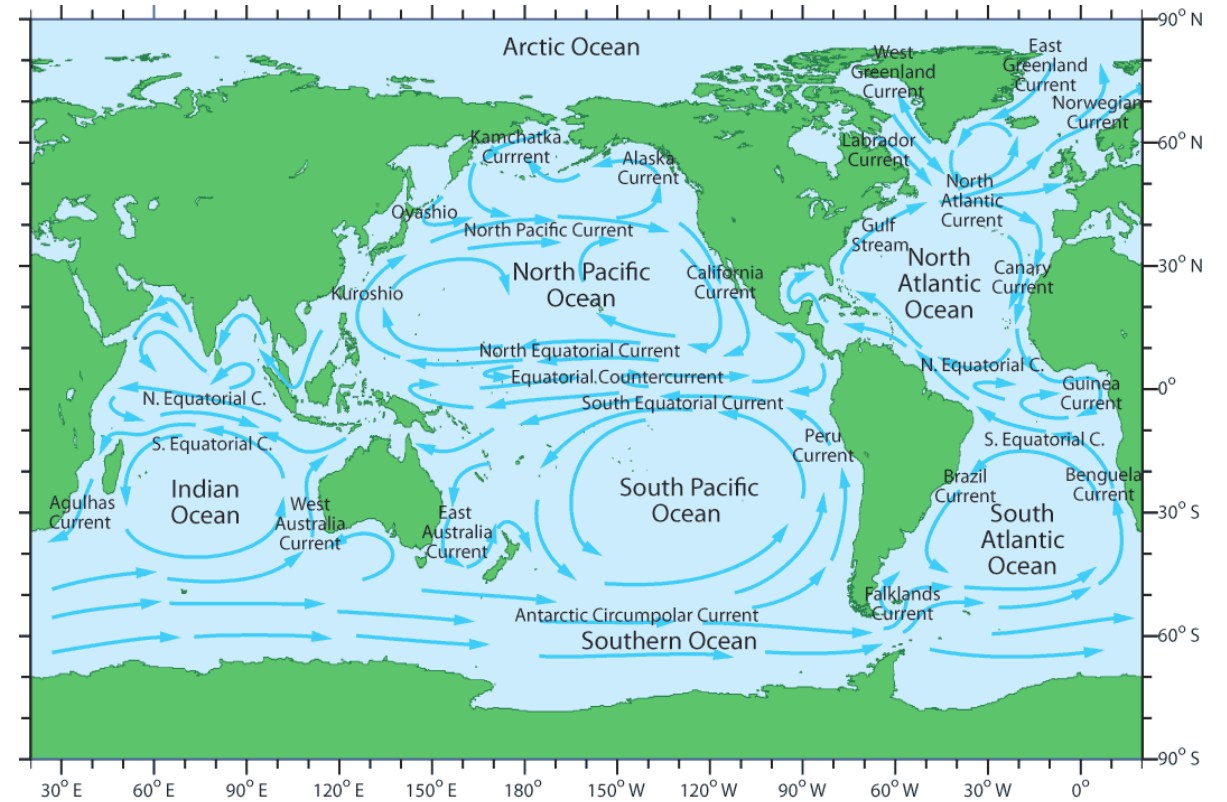 Arctic Ocean
West
Greenland
Current
East
Greenland
Current
Norwegian
Current
Kamchatka
Currrent
Alaska
Current
Labrador
Current
North
Atlantic
Current
Oyashio
North Pacific Current
Gulf
Stream
North Pacific
Ocean
California
Current
North
Atlantic
Ocean
Canary
Current
Kuroshio
North Equatorial Current
Equatorial Countercurrent
South Equatorial Current
N. Equatorial C.
Guinea
Current
N. Equatorial C.
S. Equatorial C.
S. Equatorial C.
Peru
Current
Brazil
Current
Benguela
Current
Agulhas
Current
Indian
Ocean
West
Australia
Current
East
Australia
Current
South Pacific
Ocean
South
Atlantic
Ocean
Falklands
Current
Antarctic Circumpolar Current
Southern Ocean
90° N
60° N
30° N
0°
30° S
60° S
90° S
30° E
60° E
90° E
120° E
150° E
180°
150° W
120° W
90° W
60° W
30° W
0°